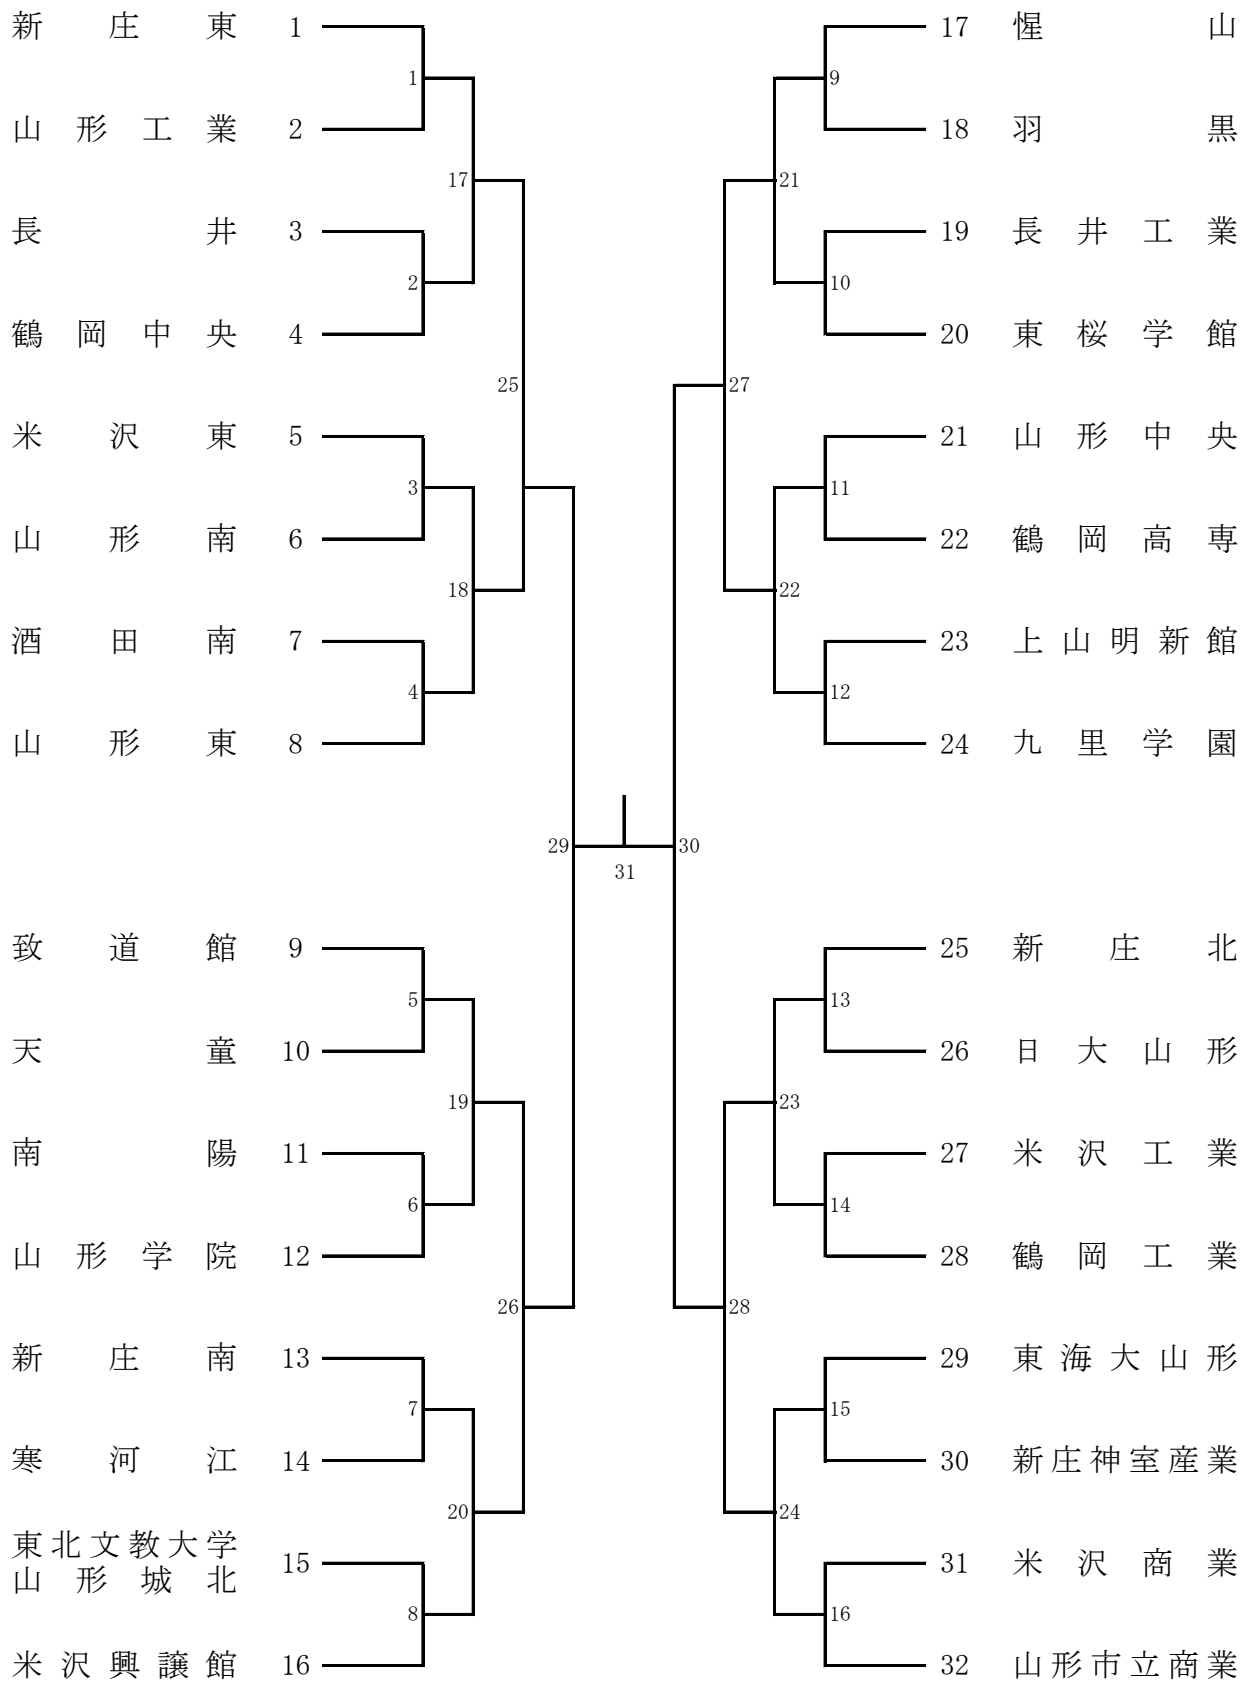 新庄東 1
山形工業 2
長井 3
鶴岡中央 4
米沢東 5
山形南 6
酒田南 7
山形東 8
致道館 9
天童 10
南陽 11
山形学院 12
新庄南 13
寒河江 14
東北文教大学
山形城北 15
米沢興譲館 16
1
2
3
4
5
6
7
8
17
18
19
20
25
26
29
31
30
27
28
21
22
23
24
9
10
11
12
13
14
15
16
17 惺山
18 羽黒
19 長井工業
20 東桜学館
21 山形中央
22 鶴岡高専
23 上山明新館
24 九里学園
25 新庄北
26 日大山形
27 米沢工業
28 鶴岡工業
29 東海大山形
30 新庄神室産業
31 米沢商業
32 山形市立商業